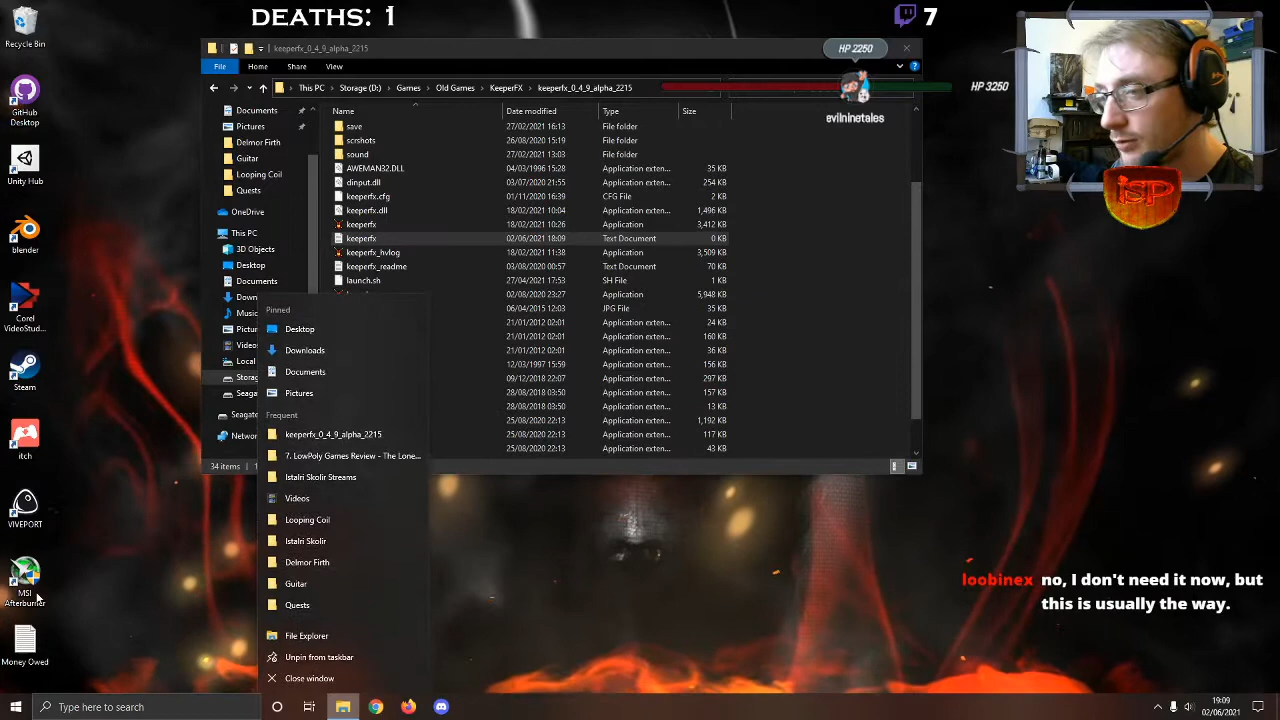 DEATHS: 1
7
Recycle Bin
GitHub
Desktop
Unity Hub
blender
Corel
VideoStud...
Steam
itch
VIVEPORT
MSI
Afterburner
Money Owed
keeperfx_0_4_9_alpha_2215
HP 2250
File
Home
Share
View
This PC
Storage (D:)
Games
Old Games
KeeperFX
keeperfx_0_4_9_alpha_2215
HP 3250
evilninetales
Documents
Pictures
Delmor Firth
Guitar
Looping Coil
Quests
OneDrive
This PC
3D Objects
Desktop
Documents
Down
Music
Pictur
Videos
Local
Storag
Seaga
Seagate
Networ
Name Date modified Type Size
save 27/02/2021 16:13 File folder
scrshots 26/08/2020 15:19 File folder
sound 27/02/2021 13:03 File folder
AWEMAN32.DLL 04/03/1996 15:28 Application exten... 35 KB
dinput.dll 03/07/2020 21:55 Application exten... 254 KB
keeperfx.cfg 01/11/2020 16:39 CFG File 2 KB
keeperfx.dll 18/02/2021 10:04 Application exten... 1,496 KB
keeperfx 18/02/2021 10:26 Application 3,412 KB
keeperfx 02/06/2021 18:09 Text Document 0 KB
keeperfx_hvlog 18/02/2021 11:38 Application 3,509 KB
keeperfx_readme 03/08/2020 00:57 Text Document 70 KB
launch.sh 27/04/2021 17:53 SH File 1 KB
02/08/2020 23:27 Application 5,948 KB
06/04/2015 12:03 JPG File 35 KB
21/01/2012 02:01 Application exten... 24 KB
21/01/2012 02:01 Application exten... 160 KB
21/01/2012 02:01 Application exten... 36 KB
12/03/1997 15:59 Application exten... 156 KB
09/12/2018 22:07 Application exten... 297 KB
28/08/2018 03:50 Application exten... 157 KB
28/08/2018 03:50 Application exten... 13 KB
25/08/2020 22:13 Application exten... 1,192 KB
25/08/2020 22:13 Application exten... 117 KB
25/08/2020 22:13 Application exten... 43 KB
34 items
Pinned
Desktop
Downloads
Documents
Pictures
Frequent
keeperfx_0_4_9_alpha_2215
7. LowPoly Games Review - The Lone...
Istalri Skolir Streams
Videos
Looping Coil
Istalri Skolir
Delmor Firth
Guitar
Quests
File Explorer
Unpin from taskbar
Close window
iSP
loobinex no, I don't need it now, but
this is usually the way.
Type here to search
19:09
02/06/2021